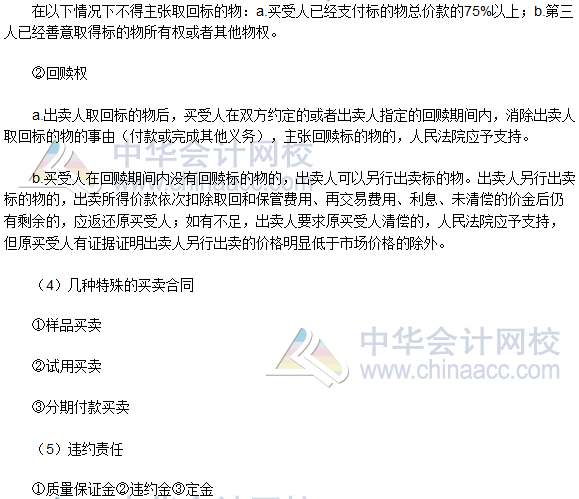 在以下情况下不得主张取回标的物：a.买受人已经支付标的物总价款的75%以上；b.第三
人已经善意取得标的物所有权或者其他物权。
②回赎权
a.出卖人取回标的物后，买受人在双方约定的或者出卖人指定的回赎期间内，消除出卖人
取回标的物的事由（付款或完成其他义务），主张回赎标的物的，人民法院应予支持。
中华会计网校
www.chinaacc.com
b.买受人在回赎期间内没有回赎标的物的，出卖人可以另行出卖标的物。出卖人另行出卖
标的物的，出卖所得价款依次扣除取回和保管费用、再交易费用、利息、未清偿的价金后仍
有剩余的，应返还原买受人；如有不足，出卖人要求原买受人清偿的，人民法院应予支持，
但原买受人有证据证明出卖人另行出卖的价格明显低于市场价格的除外。
（4）几种特殊的买卖合同
①样品买卖
中华会计网校
www.chinaacc.com
②试用买卖
③分期付款买卖
（5）违约责任
①质量保证金②违约金③定金